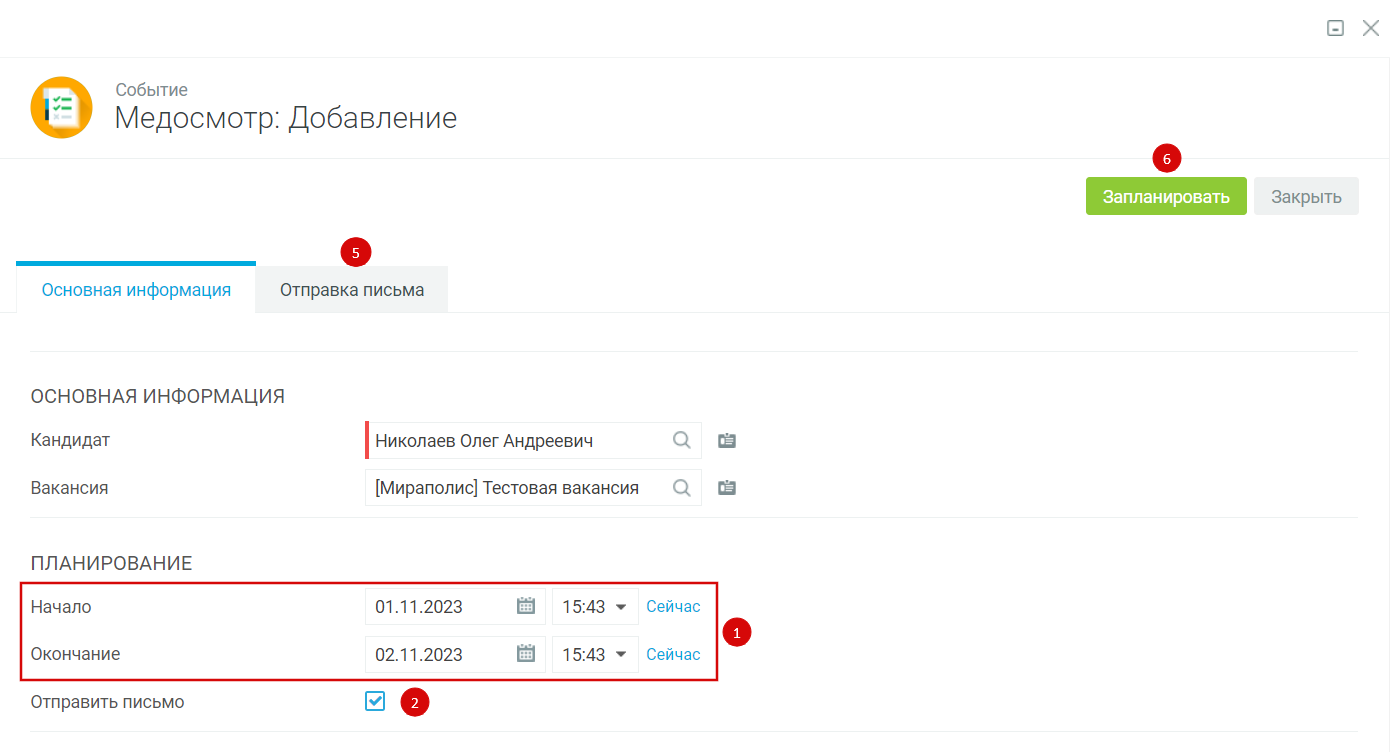 Событие
Медосмотр: Добавление
6
Запланировать Закрыть
5
Основная информация Отправка письма
ОСНОВНАЯ ИНФОРМАЦИЯ
Кандидат Николаев Олег Андреевич
Вакансия [Мираполис] Тестовая вакансия
ПЛАНИРОВАНИЕ
Начало 01.11.2023 15:43 Сейчас
1
Окончание 02.11.2023 15:43 Сейчас
Отправить письмо 2